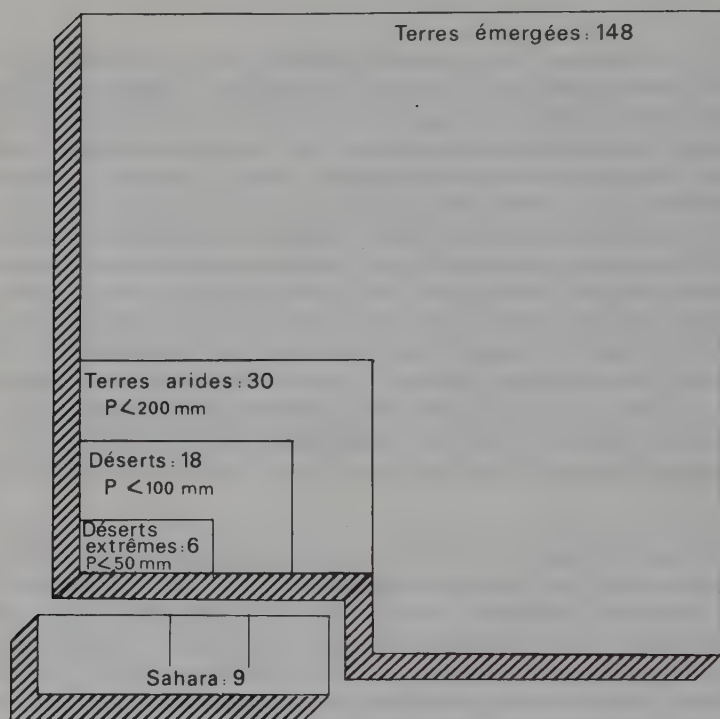 Terres émergées: 148
Terres arides: 30
P<200 mm
Déserts: 18
P <100 mm
Déserts
extrêmes: 6
P<50 mm
Sahara: 9